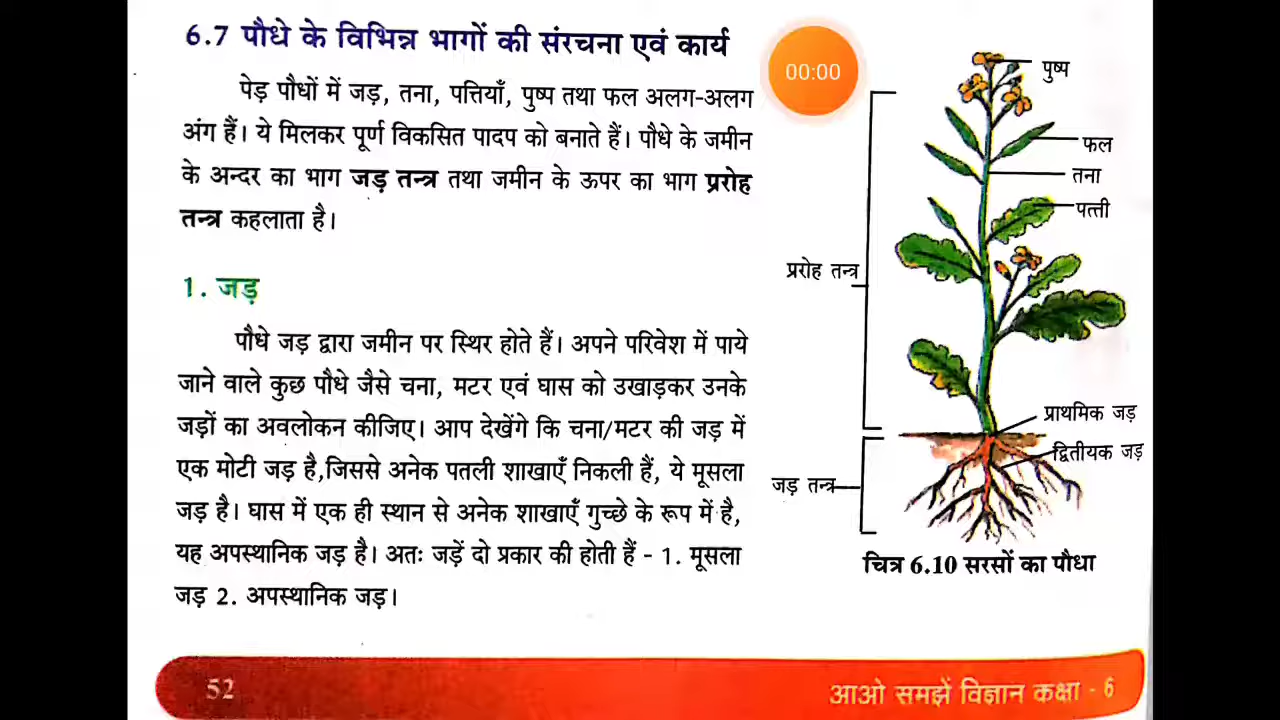 6.7 पौधे के विभिन्न भागों की संरचना एवं कार्य
पेड़ पौधों में जड़, तना, पत्तियाँ, पुष्प तथा फल अलग-अलग
अंग हैं। ये मिलकर पूर्ण विकसित पादप को बनाते हैं। पौधे के जमीन
के अन्दर का भाग जड़ तन्त्र तथा जमीन के ऊपर का भाग प्ररोह
तन्त्र कहलाता है।
1. जड़
पौधे जड़ द्वारा जमीन पर स्थिर होते हैं। अपने परिवेश में पाये
जाने वाले कुछ पौधे जैसे चना, मटर एवं घास को उखाड़कर उनके
जड़ों का अवलोकन कीजिए। आप देखेंगे कि चना/मटर की जड़ में
एक मोटी जड़ है,जिससे अनेक पतली शाखाएँ निकली हैं, ये मूसला
जड़ है। घास में एक ही स्थान से अनेक शाखाएँ गुच्छे के रूप में है,
यह अपस्थानिक जड़ है। अतः जड़ें दो प्रकार की होती हैं - 1. मूसला
जड़ 2. अपस्थानिक जड़।
00:00
पुष्प
फल
तना
पत्ती
प्ररोह तन्त्र
प्राथमिक जड़
द्वितीयक जड़
जड़ तन्त्र
चित्र 6.10 सरसों का पौधा
52
आओ समझें विज्ञान कक्षा - 6